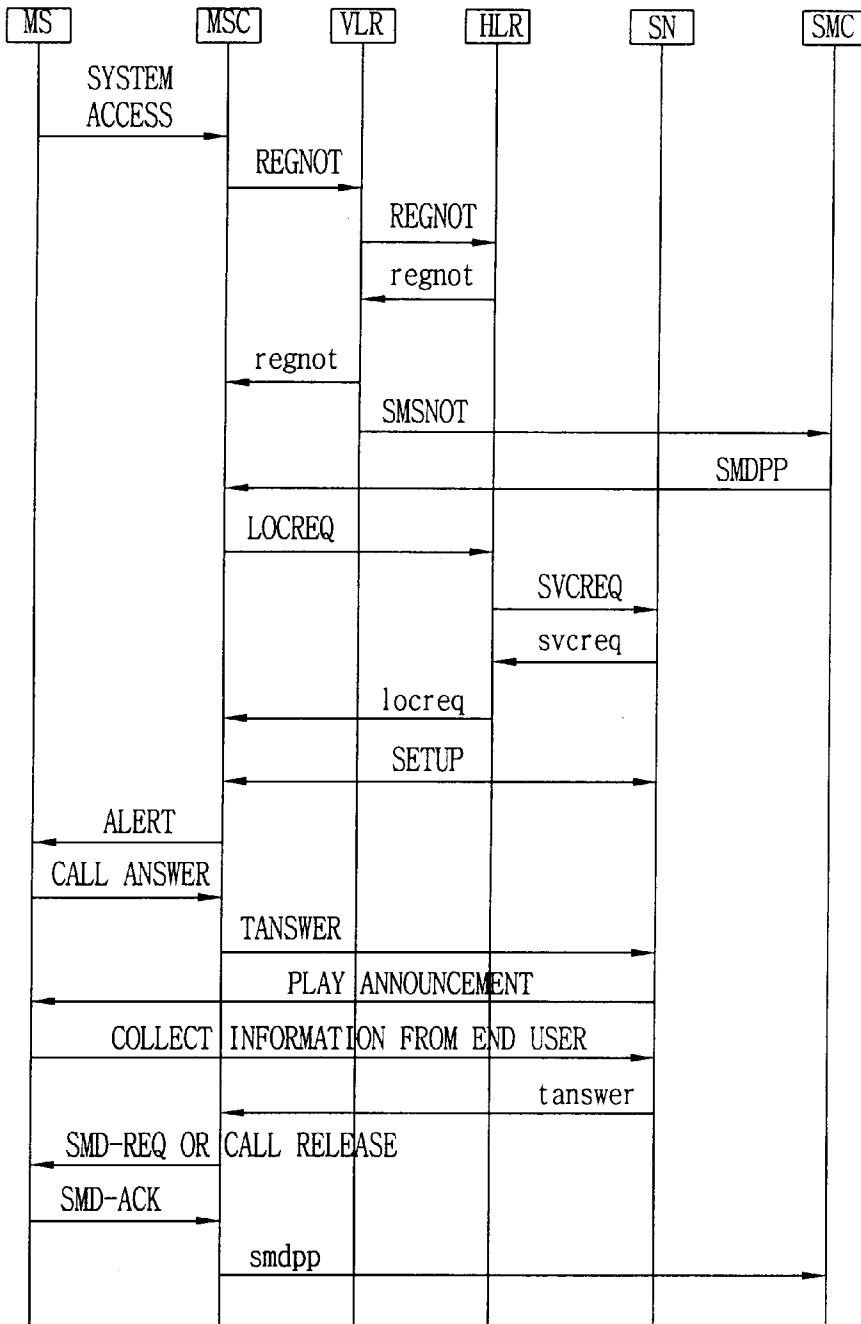 MS MSC VLR HLR SN SMC
SYSTEM
ACCESS
REGNOT
REGNOT
regnot
regnot
SMSNOT
SMDPP
LOCREQ
SVCREQ
svcreq
locreq
SETUP
ALERT
CALL ANSWER
TANSWER
PLAY ANNOUNCEMENT
COLLECT INFORMATION FROM END USER
tanswer
SMD-REQ OR CALL RELEASE
SMD-ACK
smdpp